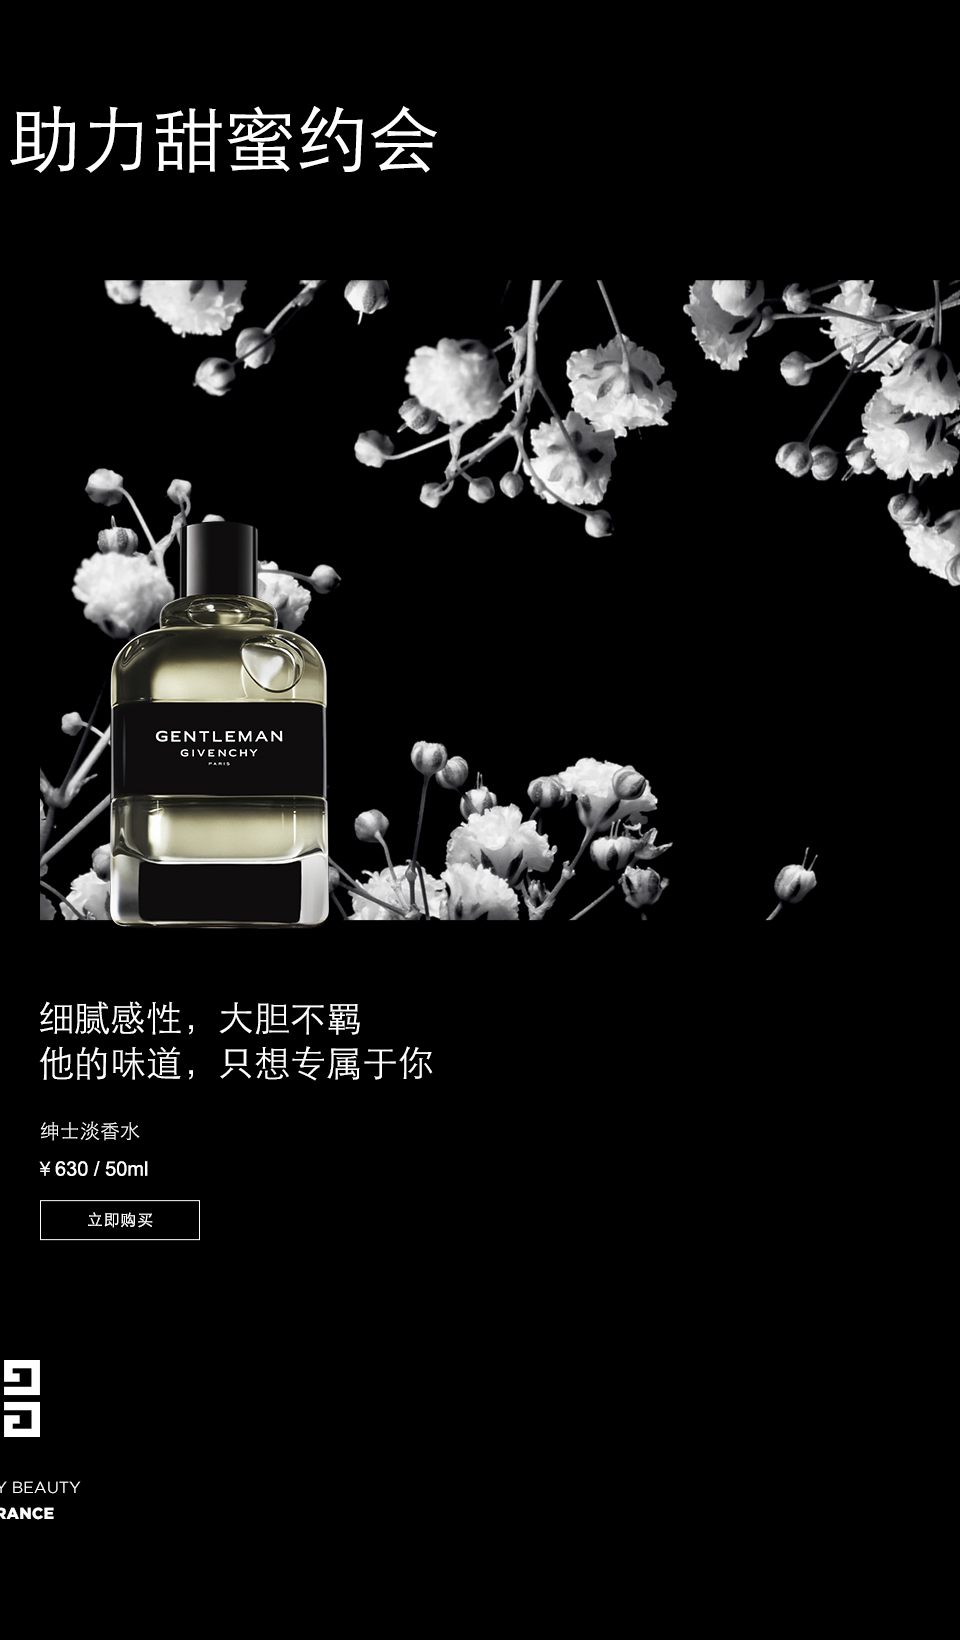 助力甜蜜约会
GENTLEMAN
GIVENCHY
PARIS
细腻感性，大胆不羁
他的味道，只想专属于你
绅士淡香水
¥ 630 / 50ml
立即购买
Y BEAUTY
RANCE